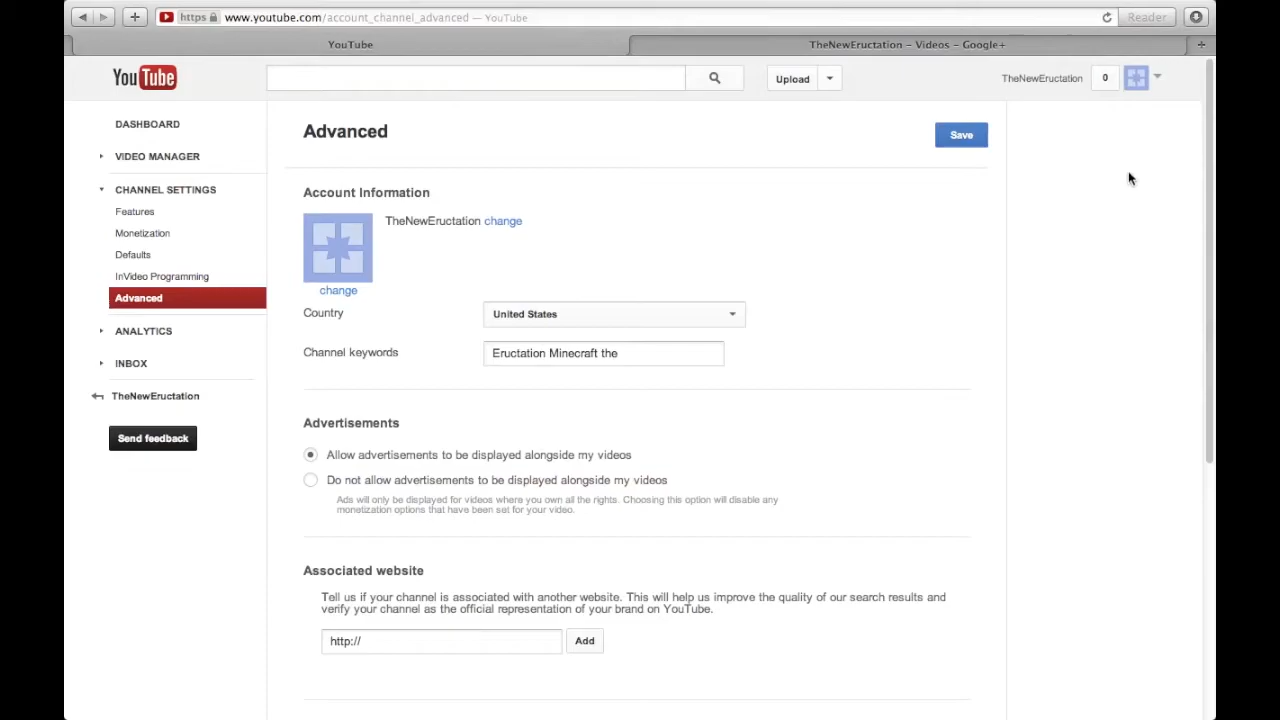 https www.youtube.com/account_channel_advanced — YouTube Reader
YouTube TheNewEructation – Videos – Google+
YouTube Upload TheNewEructation 0
DASHBOARD
VIDEO MANAGER
CHANNEL SETTINGS
Features
Monetization
Defaults
InVideo Programming
Advanced
ANALYTICS
INBOX
TheNewEructation
Send feedback
Advanced Save
Account Information
TheNewEructation change
change
Country United States
Channel keywords Eructation Minecraft the
Advertisements
Allow advertisements to be displayed alongside my videos
Do not allow advertisements to be displayed alongside my videos
Ads will only be displayed for videos where you own all the rights. Choosing this option will disable any
monetization options that have been set for your video.
Associated website
Tell us if your channel is associated with another website. This will help us improve the quality of our search results and
verify your channel as the official representation of your brand on YouTube.
http:// Add